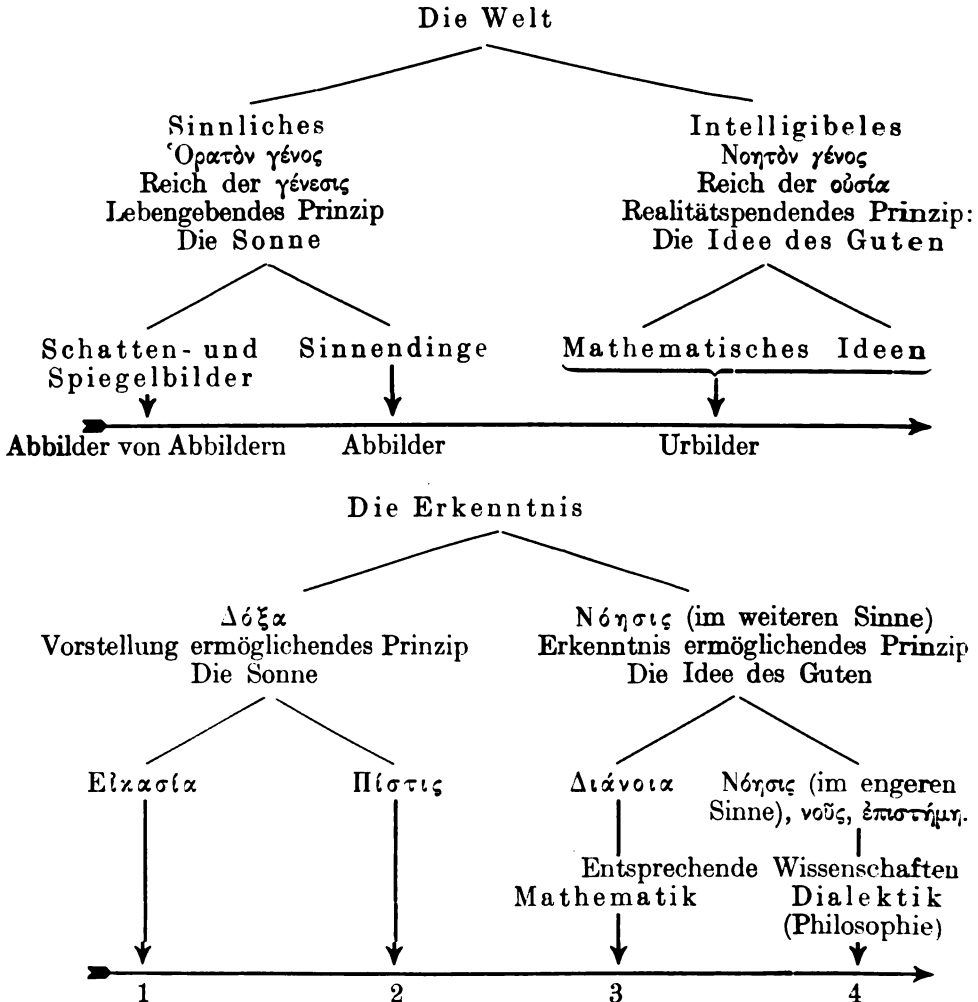 Die Welt
Sinnliches
Ὁρατὸν γένος
Reich der γένεσις
Lebengebendes Prinzip
Die Sonne
Intelligibeles
Νοητὸν γένος
Reich der οὐσία
Realitätspendendes Prinzip:
Die Idee des Guten
Schatten- und
Spiegelbilder
Sinnendinge
Mathematisches Ideen
Abbilder von Abbildern
Abbilder
Urbilder
Die Erkenntnis
Δόξα
Vorstellung ermöglichendes Prinzip
Die Sonne
Νόησις (im weiteren Sinne)
Erkenntnis ermöglichendes Prinzip
Die Idee des Guten
Εἰκασία
Πίστις
Διάνοια
Νόησις (im engeren
Sinne), νοῦς, ἐπιστήμη.
Entsprechende Wissenschaften
Mathematik
Dialektik
(Philosophie)
1 2 3 4